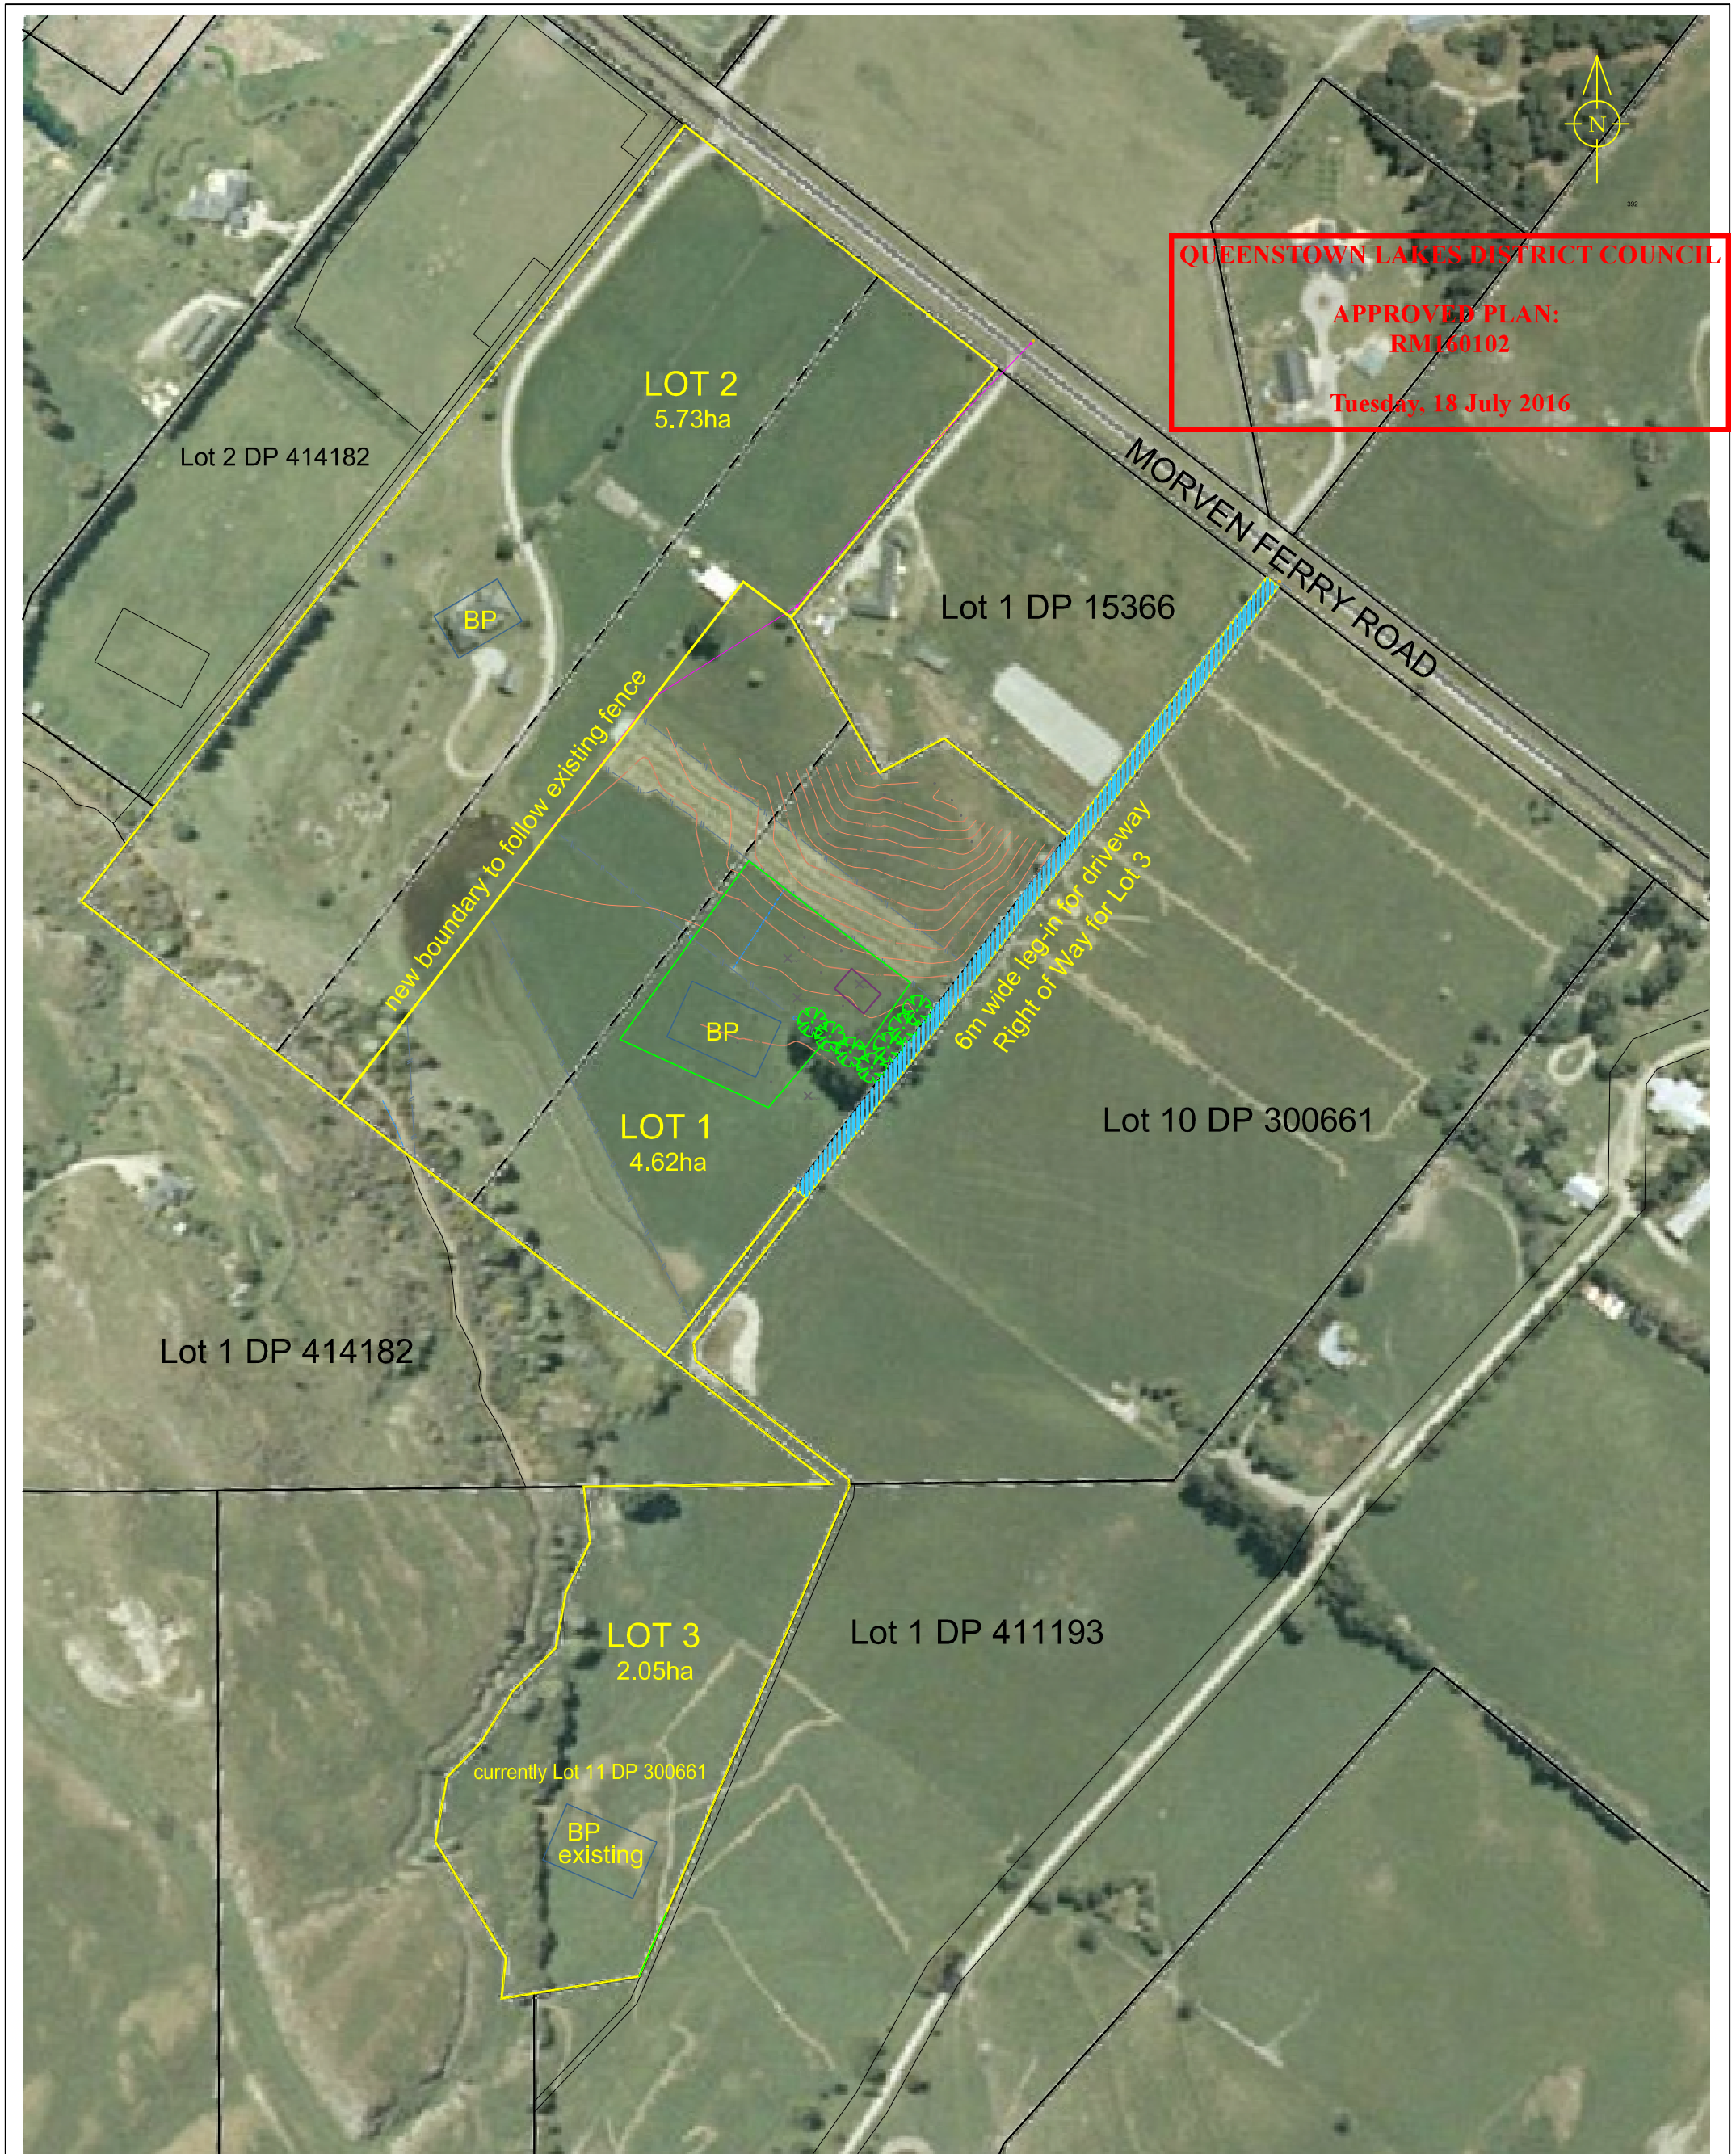 N
392
QUEENSTOWN LAKES DISTRICT COUNCIL
APPROVED PLAN:
RM160102
Tuesday, 18 July 2016
LOT 2
5.73ha
Lot 2 DP 414182
MORVEN FERRY ROAD
BP
Lot 1 DP 15366
new boundary to follow existing fence
6m wide leg-in for driveway
Right of Way for Lot 3
BP
LOT 1
4.62ha
Lot 10 DP 300661
Lot 1 DP 414182
LOT 3
2.05ha
Lot 1 DP 411193
currently Lot 11 DP 300661
BP
existing